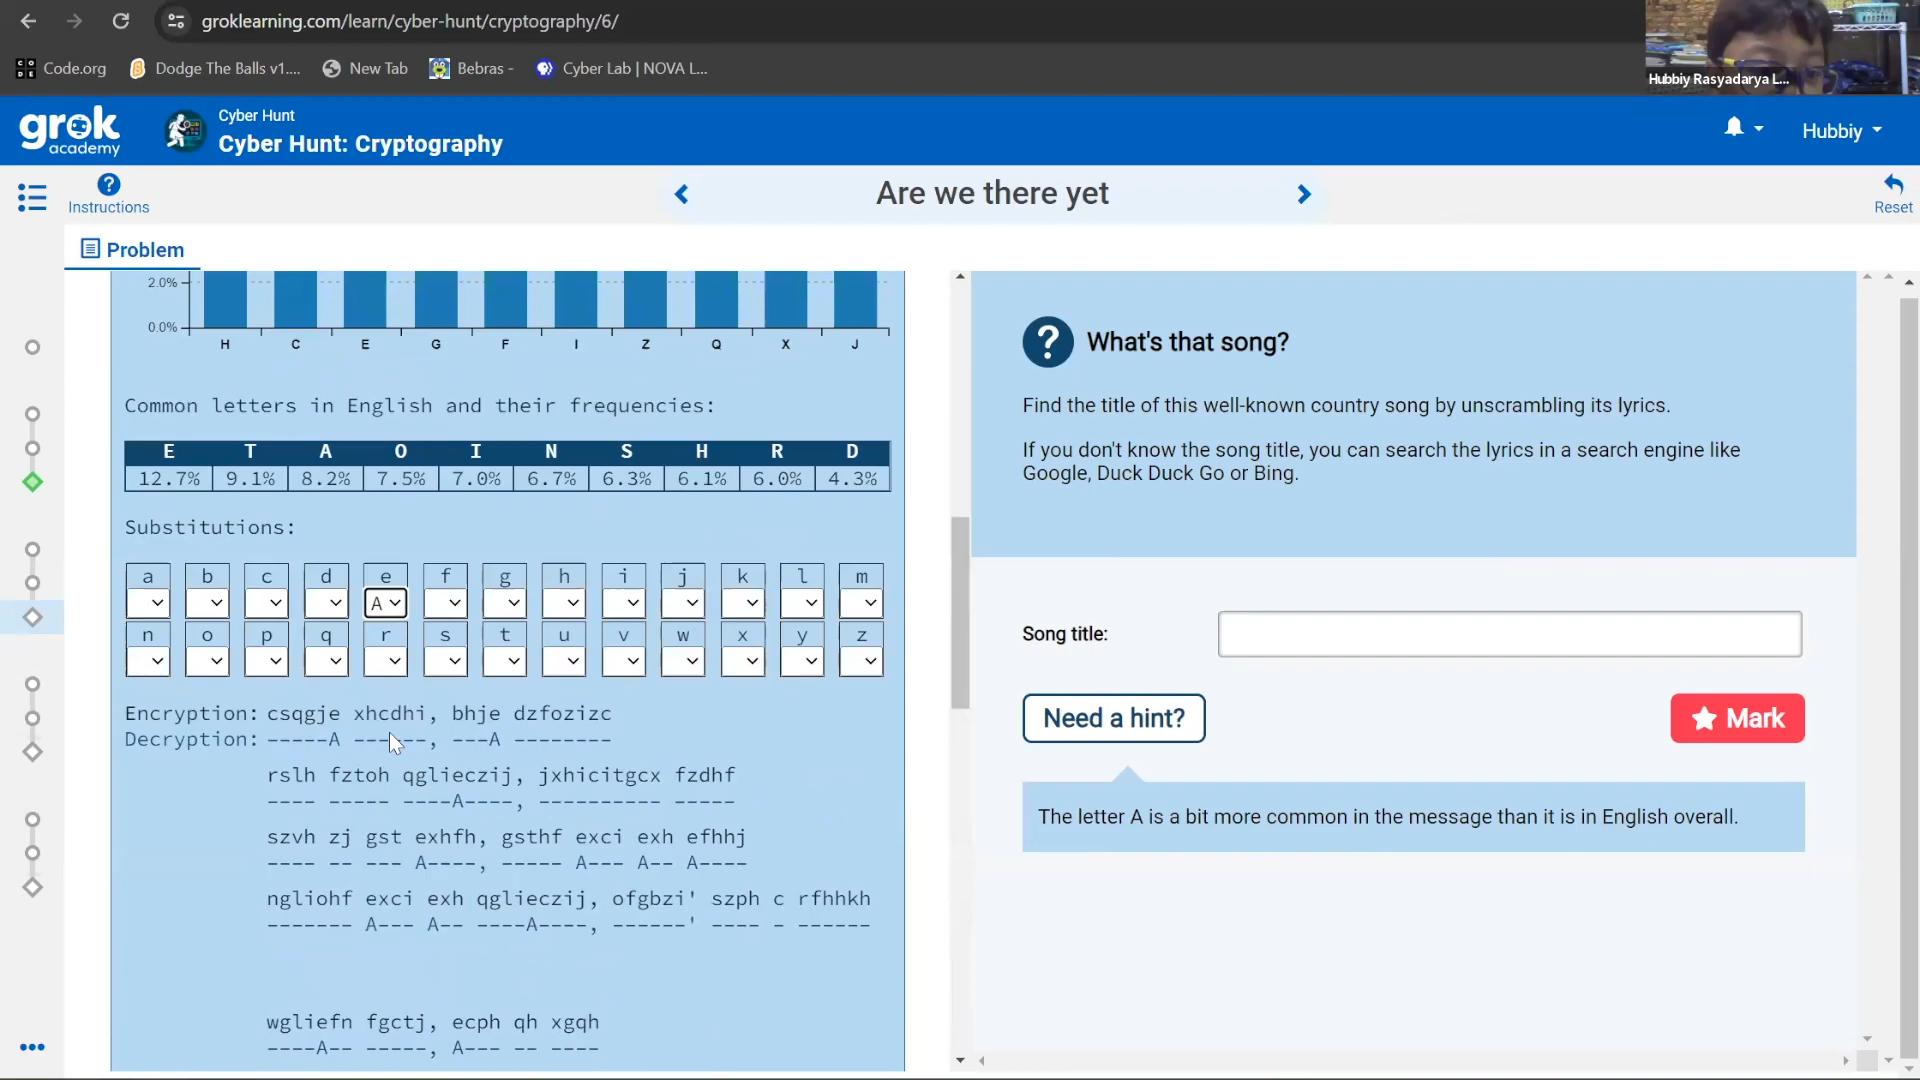 groklearning.com/learn/cyber-hunt/cryptography/6/
Code.org Dodge The Balls v1.... New Tab Bebras - Cyber Lab | NOVA L...
Hubbiy Rasyadarya L...
grok academy
Cyber Hunt
Cyber Hunt: Cryptography
Hubbiy
Instructions
Are we there yet
Reset
Problem
2.0%
0.0%
H C E G F I Z Q X J
Common letters in English and their frequencies:
E T A O I N S H R D
12.7% 9.1% 8.2% 7.5% 7.0% 6.7% 6.3% 6.1% 6.0% 4.3%
Substitutions:
a b c d e f g h i j k l m
A
n o p q r s t u v w x y z
Encryption: csqgje xhcdhi, bhje dzfozizc
Decryption: -----A ------, ---A --------
rslh fztoh qglieczij, jxhicitgcx fzdhf
---- ----- ----A----, ---------- -----
szvh zj gst exhfh, gsthf exci exh efhhj
---- -- --- A----, ----- A--- A-- A----
ngliohf exci exh qglieczij, ofgbzi' szph c rfhhkh
------- A--- A-- ----A----, ------' ---- - ------
wgliefn fgctj, ecph qh xgqh
----A-- -----, A--- -- ----
What's that song?
Find the title of this well-known country song by unscrambling its lyrics.
If you don't know the song title, you can search the lyrics in a search engine like
Google, Duck Duck Go or Bing.
Song title:
Need a hint?
Mark
The letter A is a bit more common in the message than it is in English overall.